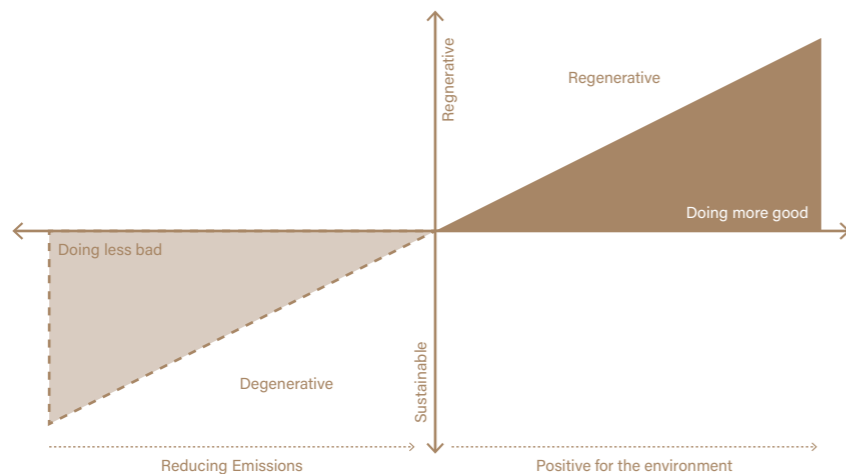 Regnerative
Regenerative
Doing more good
Doing less bad
Degenerative
Sustainable
Reducing Emissions
Positive for the environment